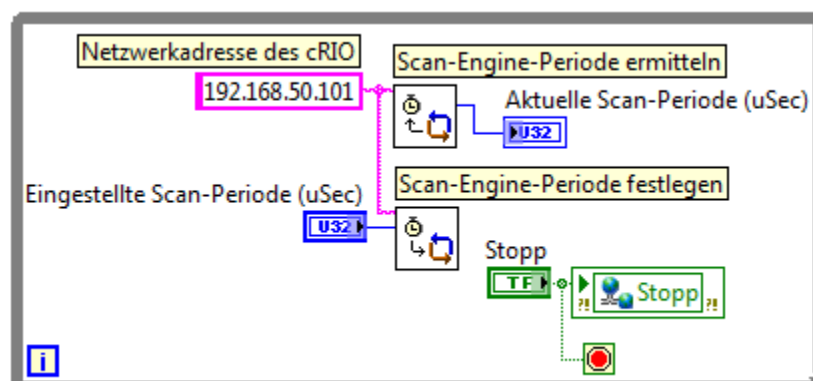 Netzwerkadresse des cRIO
Scan-Engine-Periode ermitteln
192.168.50.101
Aktuelle Scan-Periode (uSec)
U32
Scan-Engine-Periode festlegen
Eingestellte Scan-Periode (uSec)
U32
Stopp
TF
?!
Stopp
?!
i